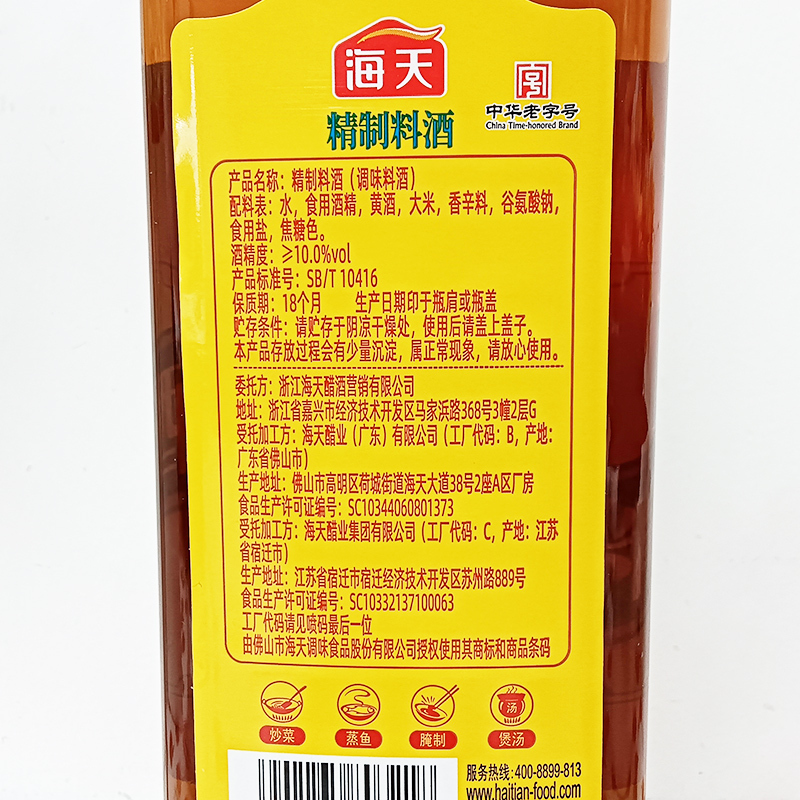 海天
字号
中华老字号
China Time-honored Brand
精制料酒
产品名称：精制料酒（调味料酒）
配料表：水，食用酒精，黄酒，大米，香辛料，谷氨酸钠，
食用盐，焦糖色。
酒精度：≥10.0%vol
产品标准号：SB/T 10416
保质期：18个月 生产日期印于瓶肩或瓶盖
贮存条件：请贮存于阴凉干燥处，使用后请盖上盖子。
本产品存放过程会有少量沉淀，属正常现象，请放心使用。
委托方：浙江海天醋酒营销有限公司
地址：浙江省嘉兴市经济技术开发区马家浜路368号3幢2层G
受托加工方：海天醋业（广东）有限公司（工厂代码：B，产地：
广东省佛山市）
生产地址：佛山市高明区荷城街道海天大道38号2座A区厂房
食品生产许可证编号：SC10344060801373
受托加工方：海天醋业集团有限公司（工厂代码：C，产地：江苏
省宿迁市）
生产地址：江苏省宿迁市宿迁经济技术开发区苏州路889号
食品生产许可证编号：SC10332137100063
工厂代码请见喷码最后一位
由佛山市海天调味食品股份有限公司授权使用其商标和商品条码
汤
炒菜 蒸鱼 腌制 煲汤
服务热线：400-8899-813
www.haitian-food.com